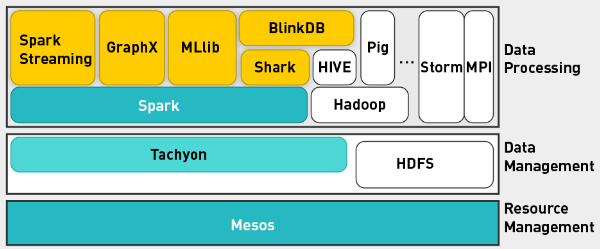 Spark
Streaming
GraphX
MLlib
BlinkDB
Shark
HIVE
Pig
...
Storm
MPI
Data
Processing
Spark
Hadoop
Tachyon
HDFS
Data
Management
Mesos
Resource
Management